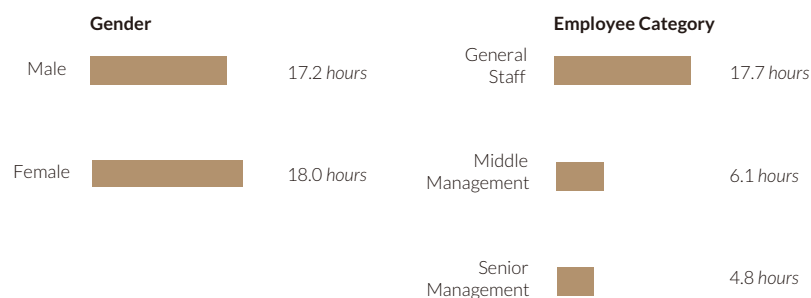 Gender
Male
17.2 hours
Female
18.0 hours
Employee Category
General
Staff
17.7 hours
Middle
Management
6.1 hours
Senior
Management
4.8 hours